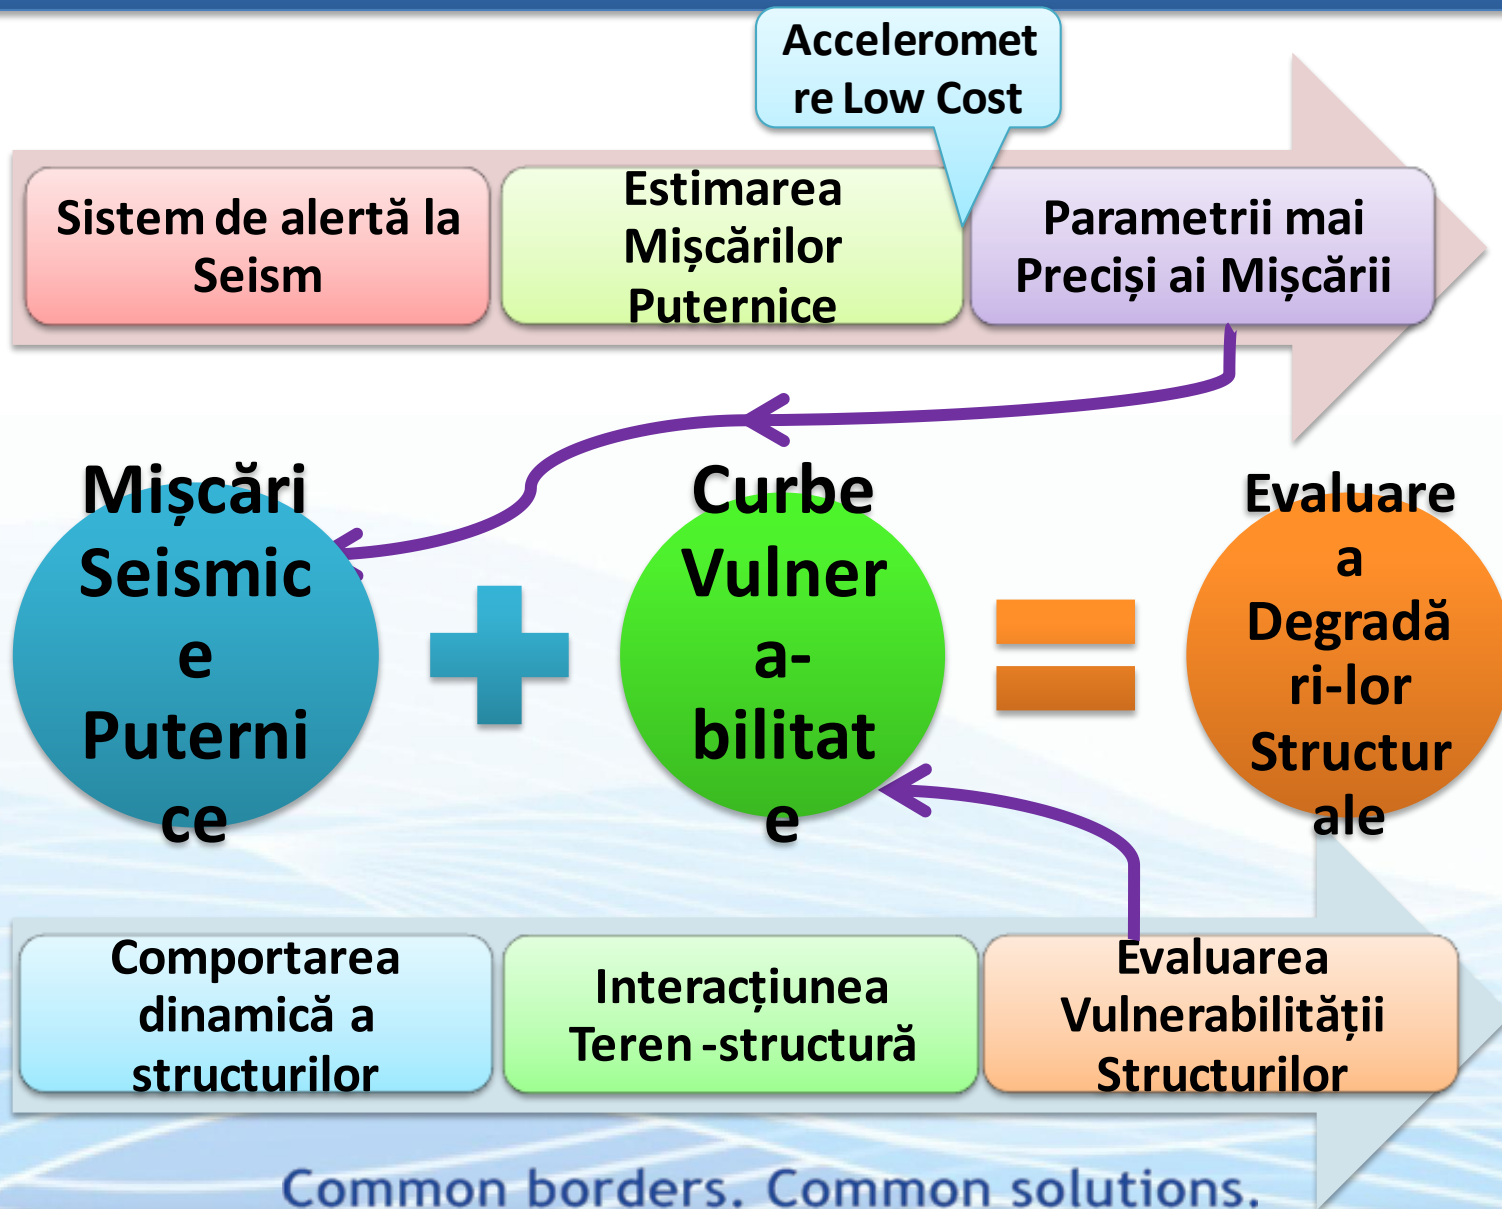 Acceleromet
re Low Cost
Sistem de alertă la
Seism
Estimarea
Mișcărilor
Puternice
Parametrii mai
Preciși ai Mișcării
Mișcări
Seismic
e
Puterni
ce
Curbe
Vulner
a-
bilitat
e
Evaluare
a
Degradă
ri-lor
Structur
ale
Comportarea
dinamică a
structurilor
Interacțiunea
Teren -structură
Evaluarea
Vulnerabilității
Structurilor
Common borders. Common solutions.